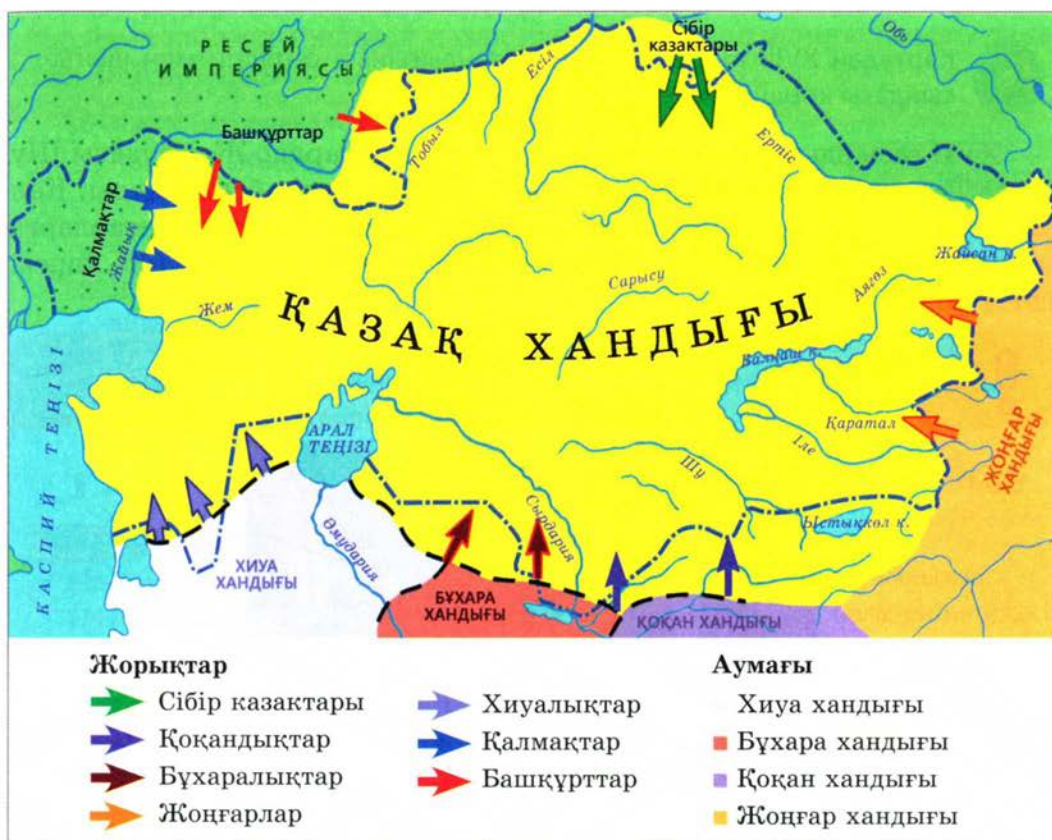 РЕСЕЙ
ИМПЕРИЯСЫ
Сібір
казактары
Обь
Есіл
Башқұрттар
Тобыл
Ертіс
Қалмақтар
Жайық
Жайсан к.
Жем
Сарысу
Аягөз
ҚАЗАҚ ХАНДЫҒЫ
Балқаш к.
КАСПИЙ ТЕҢІЗІ
АРАЛ
ТЕҢІЗІ
Қаратал
Іле
ЖОҢҒАР
ХАНДЫҒЫ
Шу
Сырдария
Ыстықкөл к.
Әмудария
ХИУА
ХАНДЫҒЫ
БҰХАРА
ХАНДЫҒЫ
ҚОҚАН ХАНДЫҒЫ
Жорықтар
Сібір казактары
Қоқандықтар
Бұхаралықтар
Жоңғарлар
Хиуалықтар
Қалмақтар
Башқұрттар
Аумағы
Хиуа хандығы
Бұхара хандығы
Қоқан хандығы
Жоңғар хандығы